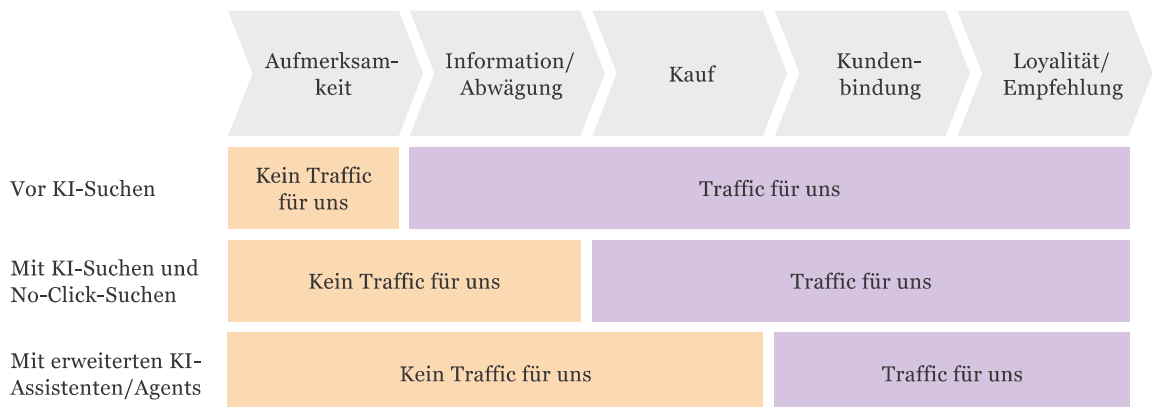 Aufmerksam-
keit
Information/
Abwägung
Kauf
Kunden-
bindung
Loyalität/
Empfehlung
Vor KI-Suchen
Kein Traffic
für uns
Traffic für uns
Mit KI-Suchen und
No-Click-Suchen
Kein Traffic für uns
Traffic für uns
Mit erweiterten KI-
Assistenten/Agents
Kein Traffic für uns
Traffic für uns